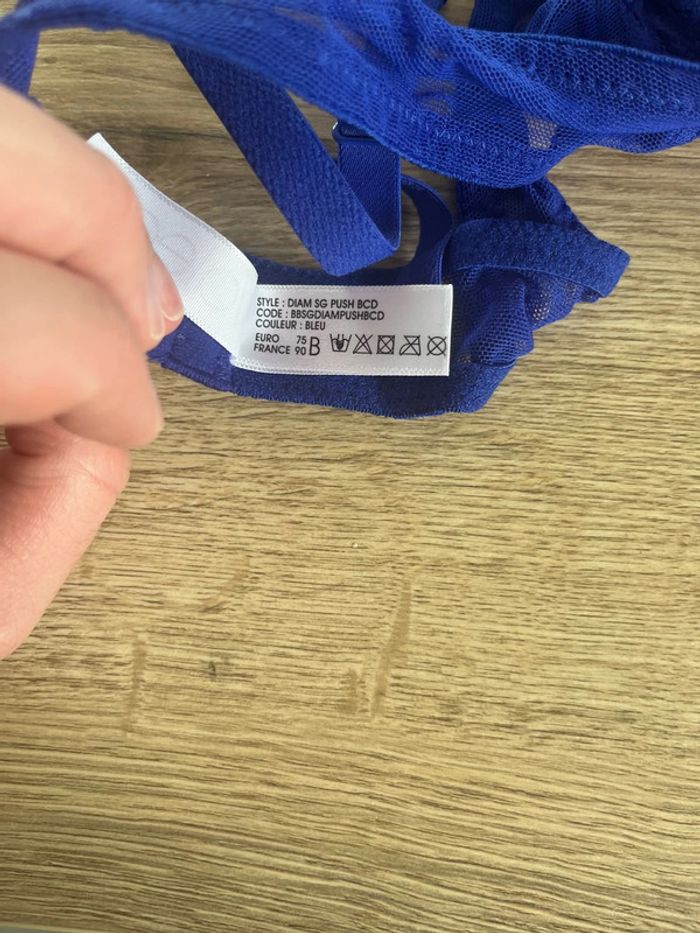 STYLE : DIAM SG PUSH BCD
CODE : BBSGDIAMPUSHBCD
COULEUR : BLEU
EURO 75
FRANCE 90 B